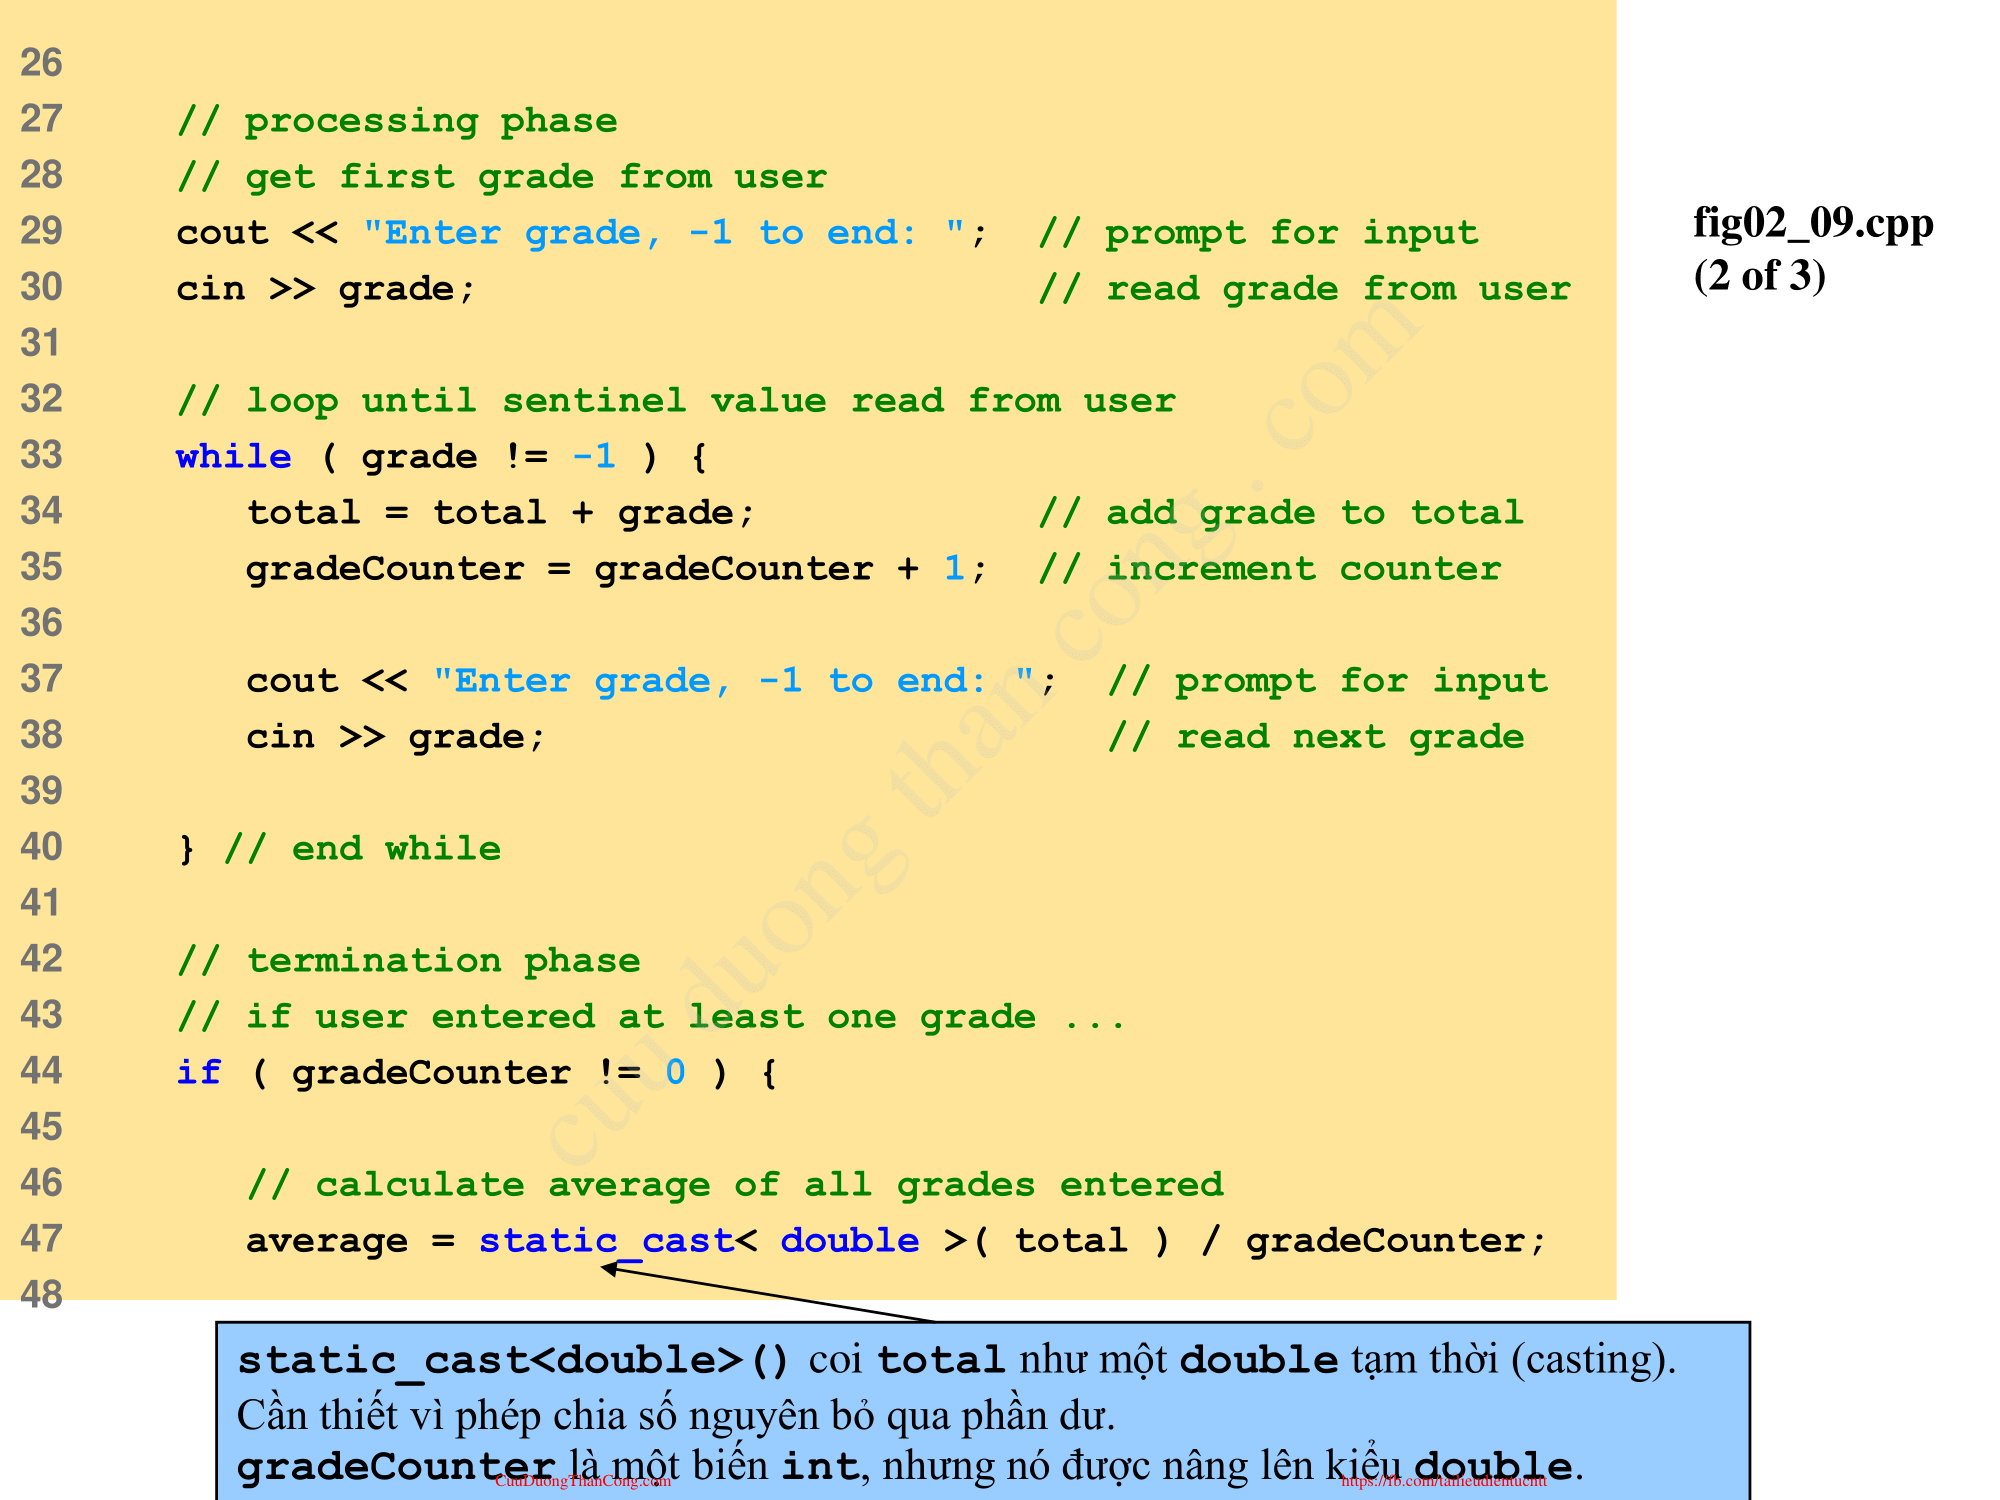 26
27 // processing phase
28 // get first grade from user
29 cout << "Enter grade, -1 to end: "; // prompt for input
30 cin >> grade; // read grade from user
31
32 // loop until sentinel value read from user
33 while ( grade != -1 ) {
34 total = total + grade; // add grade to total
35 gradeCounter = gradeCounter + 1; // increment counter
36
37 cout << "Enter grade, -1 to end: "; // prompt for input
38 cin >> grade; // read next grade
39
40 } // end while
41
42 // termination phase
43 // if user entered at least one grade ...
44 if ( gradeCounter != 0 ) {
45
46 // calculate average of all grades entered
47 average = static_cast< double >( total ) / gradeCounter;
48
fig02_09.cpp
(2 of 3)
static_cast<double>() coi total như một double tạm thời (casting).
Cần thiết vì phép chia số nguyên bỏ qua phần dư.
gradeCounter là một biến int, nhưng nó được nâng lên kiểu double.
cuu duong than cong . com
CuuDuongThanCong.com
https://fb.com/tailieudientucntt